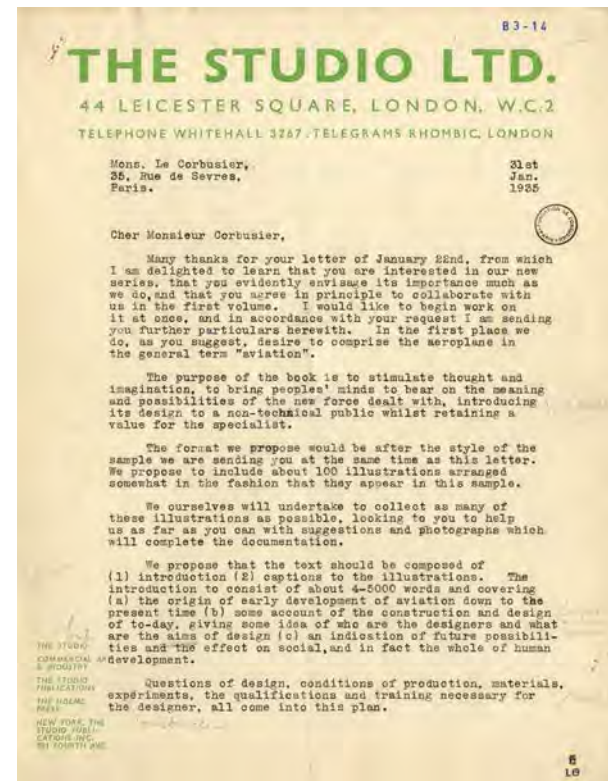 B3-14
THE STUDIO LTD.
44 LEICESTER SQUARE, LONDON, W.C.2
TELEPHONE WHITEHALL 3267. TELEGRAMS RHOMBIC, LONDON
Mons. Le Corbusier, 31st
35, Rue de Sevres, Jan.
Paris. 1935
Cher Monsieur Corbusier,
Many thanks for your letter of January 22nd, from which
I am delighted to learn that you are interested in our new
series, that you evidently envisage its importance much as
we do,and that you agree in principle to collaborate with
us in the first volume. I would like to begin work on
it at once, and in accordance with your request I am sending
you further particulars herewith. In the first place we
do, as you suggest, desire to comprise the aeroplane in
the general term "aviation".
The purpose of the book is to stimulate thought and
imagination, to bring peoples' minds to bear on the meaning
and possibilities of the new force dealt with, introducing
its design to a non-technical public whilst retaining a
value for the specialist.
The format we propose would be after the style of the
sample we are sending you at the same time as this letter.
We propose to include about 100 illustrations arranged
somewhat in the fashion that they appear in this sample.
We ourselves will undertake to collect as many of
these illustrations as possible, looking to you to help
us as far as you can with suggestions and photographs which
will complete the documentation.
We propose that the text should be composed of
(1) introduction (2) captions to the illustrations. The
introduction to consist of about 4-5000 words and covering
(a) the origin of early development of aviation down to the
present time (b) some account of the construction and design
of to-day, giving some idea of who are the designers and what
are the aims of design (c) an indication of future possibili-
ties and the effect on social,and in fact the whole of human
development.
Questions of design, conditions of production, materials,
experiments, the qualifications and training necessary for
the designer, all come into this plan.
THE STUDIO
COMMERCIAL ART
& INDUSTRY
THE STUDIO
PUBLICATIONS
THE HOLME
PRESS
NEW YORK, THE
STUDIO PUBLI-
CATIONS INC.
381 FOURTH AVE.
6
LG